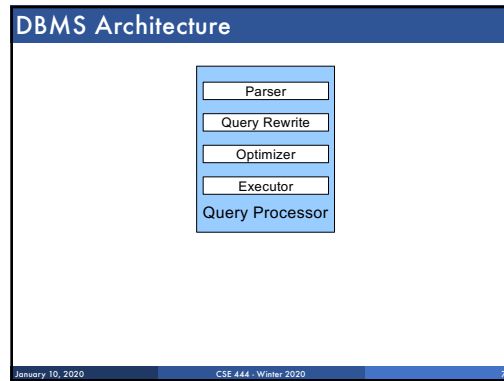 DBMS Architecture
Parser
Query Rewrite
Optimizer
Executor
Query Processor
January 10, 2020
CSE 444 - Winter 2020